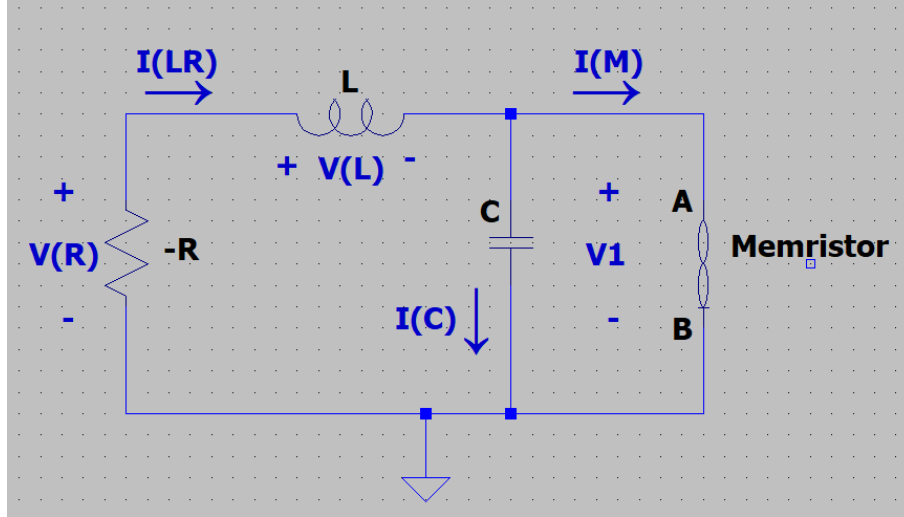 I(LR)
I(M)
L
+ V(L) -
+
+
C
A
V(R)
-R
V1
Memristor
-
I(C)
-
B